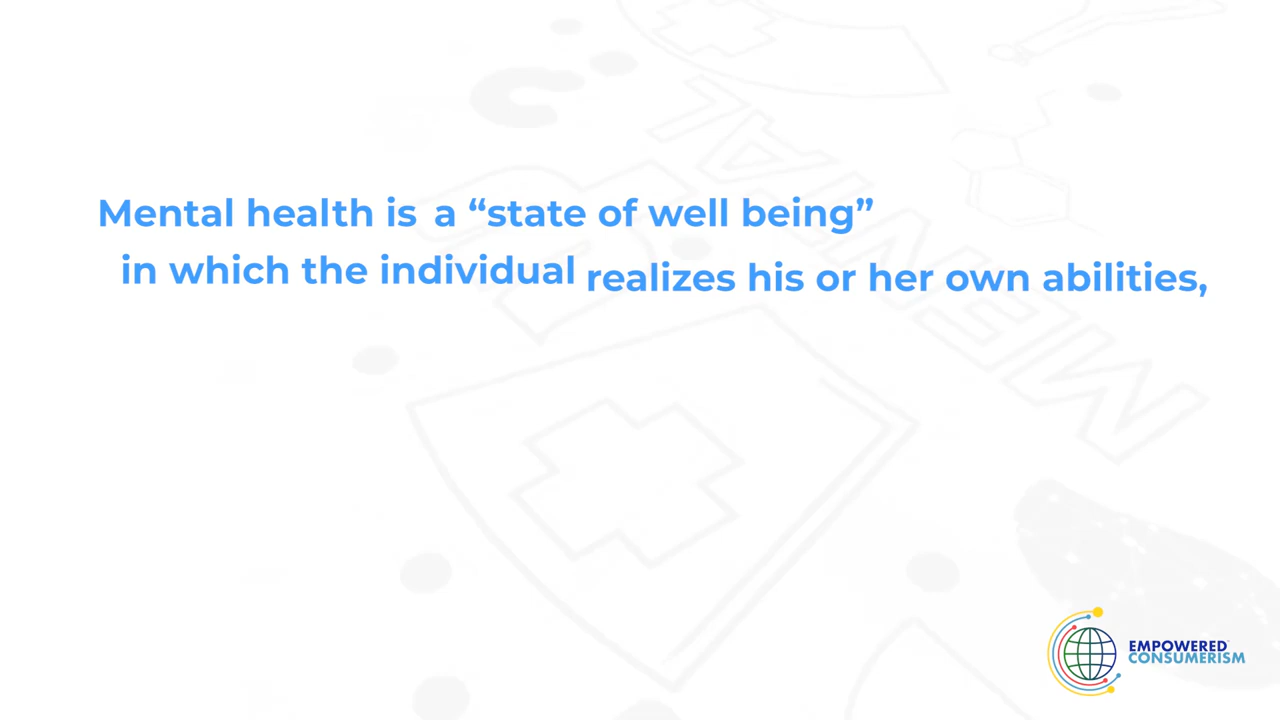 Mental health is a “state of well being”
in which the individual realizes his or her own abilities,
MENTAL
EMPOWERED
CONSUMERISM